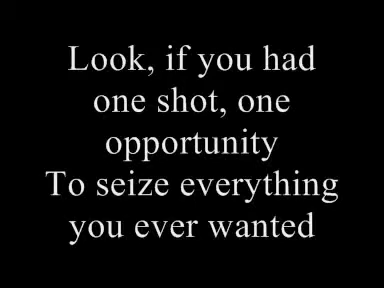 Look, if you had
one shot, one
opportunity
To seize everything
you ever wanted